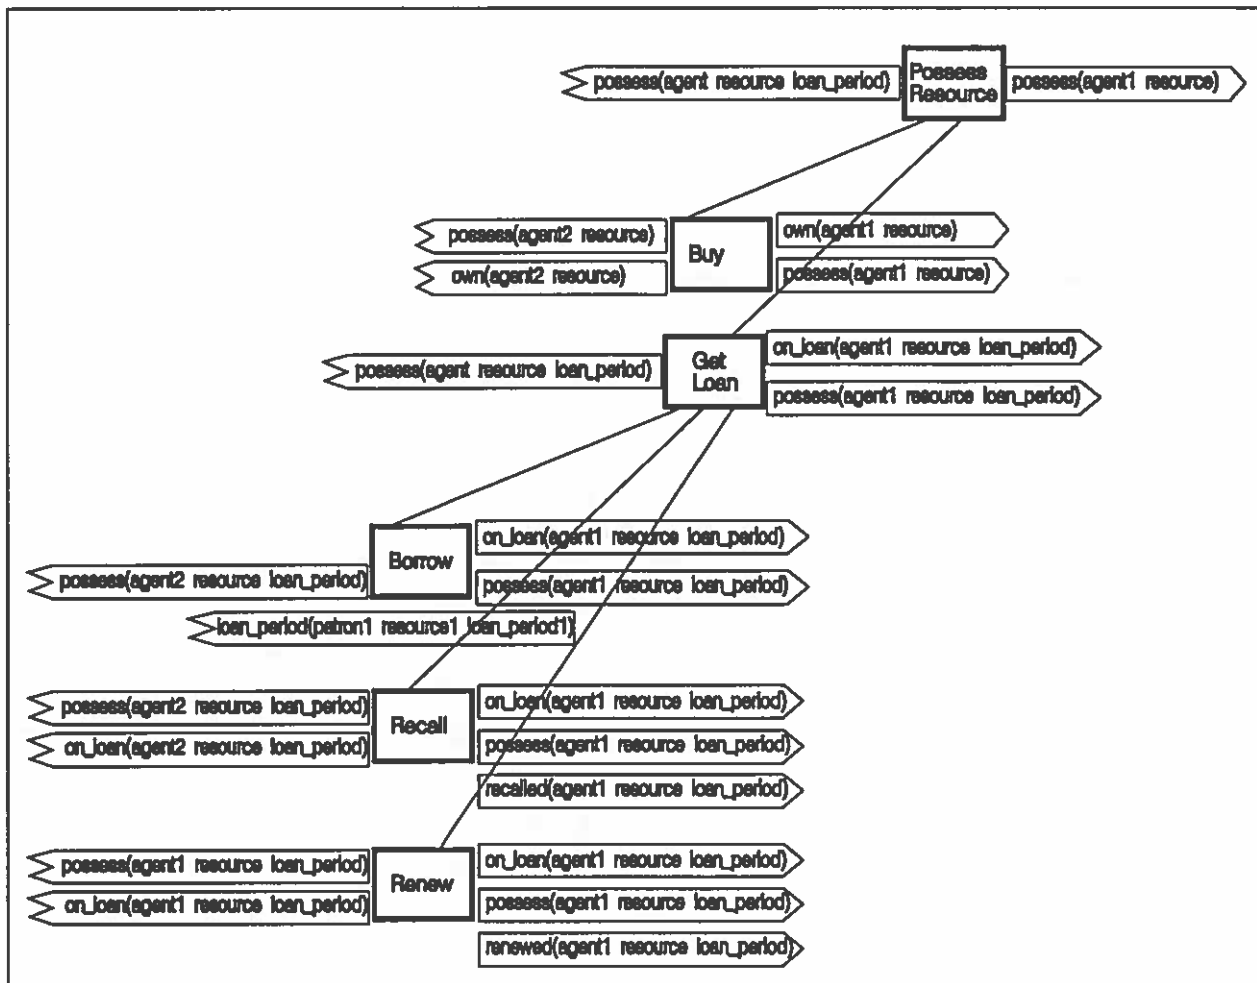 possess(agent resource loan_period)
Possess
Resource
possess(agent1 resource)
possess(agent2 resource)
own(agent2 resource)
Buy
own(agent1 resource)
possess(agent1 resource)
possess(agent resource loan_period)
Get
Loan
on_loan(agent1 resource loan_period)
possess(agent1 resource loan_period)
possess(agent2 resource loan_period)
Borrow
on_loan(agent1 resource loan_period)
possess(agent1 resource loan_period)
loan_period(patron1 resource1 loan_period1)
possess(agent2 resource loan_period)
on_loan(agent2 resource loan_period)
Recall
on_loan(agent1 resource loan_period)
possess(agent1 resource loan_period)
recalled(agent1 resource loan_period)
possess(agent1 resource loan_period)
on_loan(agent1 resource loan_period)
Renew
on_loan(agent1 resource loan_period)
possess(agent1 resource loan_period)
renewed(agent1 resource loan_period)